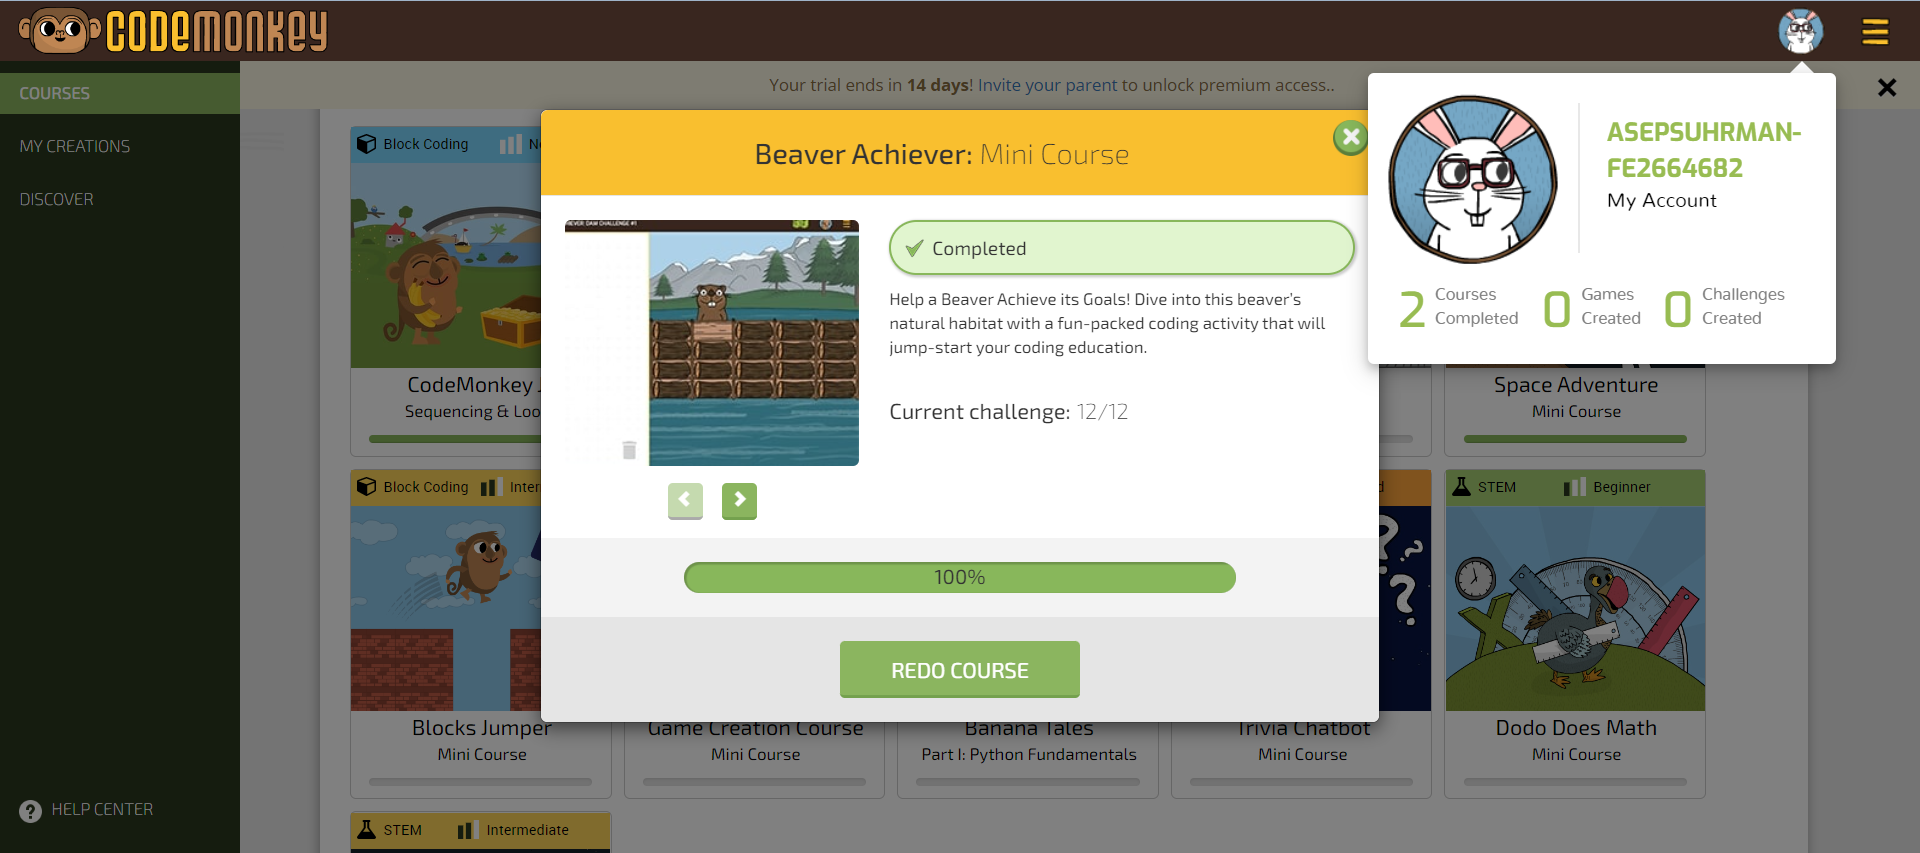 CODEMONKEY
COURSES
MY CREATIONS
DISCOVER
HELP CENTER
Your trial ends in 14 days! Invite your parent to unlock premium access..
ASEPSUHRMAN-
FE2664682
My Account
2 Courses Completed
0 Games Created
0 Challenges Created
Beaver Achiever: Mini Course
Completed
Help a Beaver Achieve its Goals! Dive into this beaver's
natural habitat with a fun-packed coding activity that will
jump-start your coding education.
Current challenge: 12/12
100%
REDO COURSE
Block Coding
CodeMonkey
Sequencing & Loo
Space Adventure
Mini Course
Block Coding Inter
STEM Beginner
Blocks Jumper
Mini Course
Game Creation Course
Mini Course
Banana Tales
Part I: Python Fundamentals
Trivia Chatbot
Mini Course
Dodo Does Math
Mini Course
STEM Intermediate